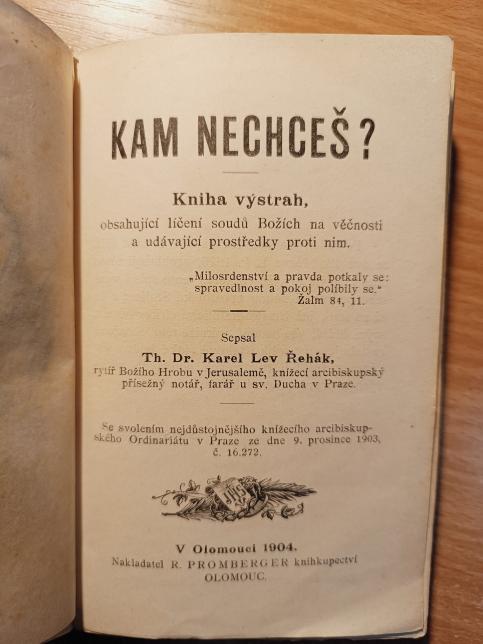 KAM NECHCEŠ?
Kniha výstrah,
obsahující líčení soudů Božích na věčnosti
a udávající prostředky proti nim.
„Milosrdenství a pravda potkaly se:
spravedlnost a pokoj políbily se.“
Žalm 84, 11.
Sepsal
Th. Dr. Karel Lev Řehák,
rytíř Božího Hrobu v Jerusalemě, knížecí arcibiskupský
přísežný notář, farář u sv. Ducha v Praze.
Se svolením nejdůstojnějšího knížecího arcibiskup-
ského Ordinariátu v Praze ze dne 9. prosince 1903,
č. 16.272.
V Olomouci 1904.
Nakladatel R. PROMBERGER knihkupectví
OLOMOUC.